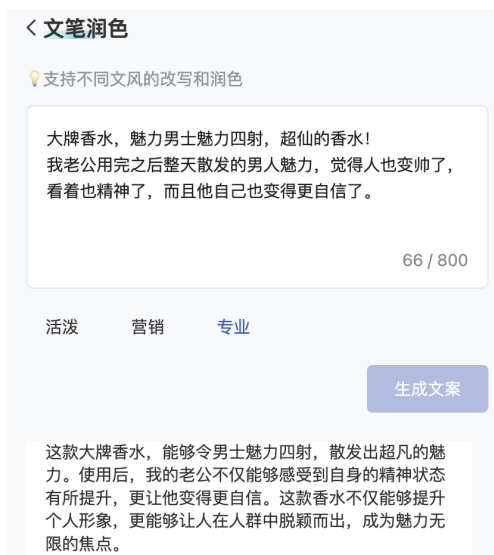 文笔润色
支持不同文风的改写和润色
大牌香水，魅力男士魅力四射，超仙的香水！
我老公用完之后整天散发的男人魅力，觉得人也变帅了，
看着也精神了，而且他自己也变得更自信了。
66 / 800
活泼 营销 专业
生成文案
这款大牌香水，能够令男士魅力四射，散发出超凡的魅
力。使用后，我的老公不仅能够感受到自身的精神状态
有所提升，更让他变得更自信。这款香水不仅能够提升
个人形象，更能够让人在人群中脱颖而出，成为魅力无
限的焦点。